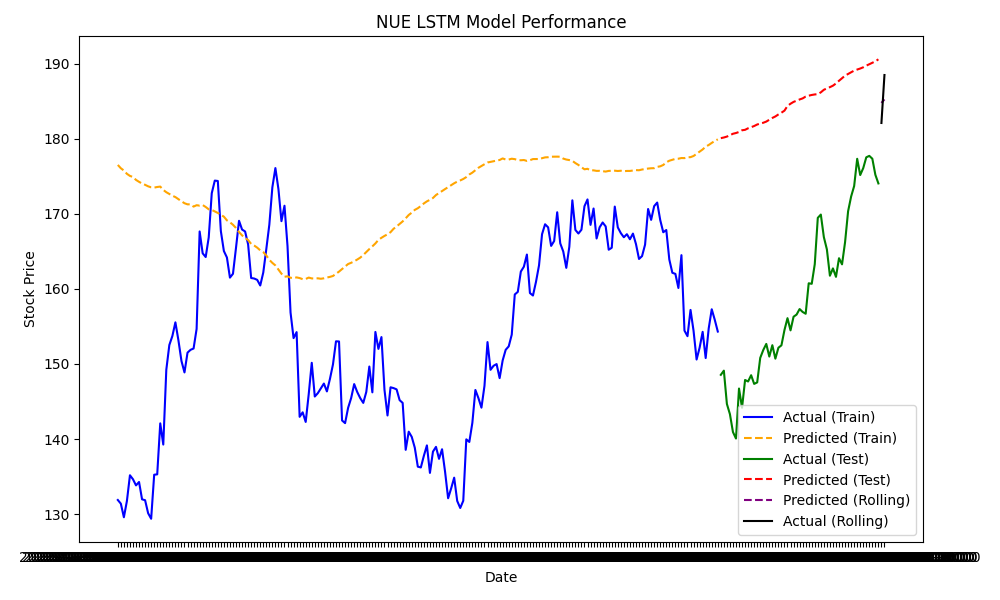 NUE LSTM Model Performance
Stock Price
190
180
170
160
150
140
130
Actual (Train)
Predicted (Train)
Actual (Test)
Predicted (Test)
Predicted (Rolling)
Actual (Rolling)
Date